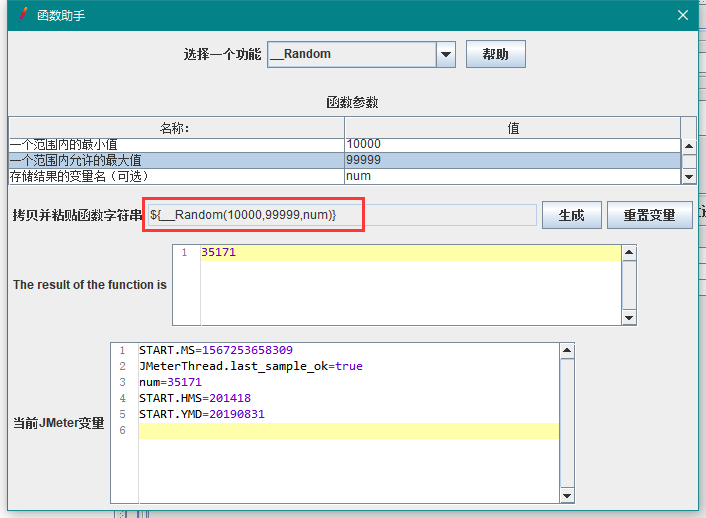 函数助手
选择一个功能 __Random 帮助
函数参数
名称: 值
一个范围内的最小值 10000
一个范围内允许的最大值 99999
存储结果的变量名（可选） num
拷贝并粘贴函数字符串 ${__Random(10000,99999,num)} 生成 重置变量
The result of the function is
1 35171
当前JMeter变量
1 START.MS=1567253658309
2 JMeterThread.last_sample_ok=true
3 num=35171
4 START.HMS=201418
5 START.YMD=20190831
6